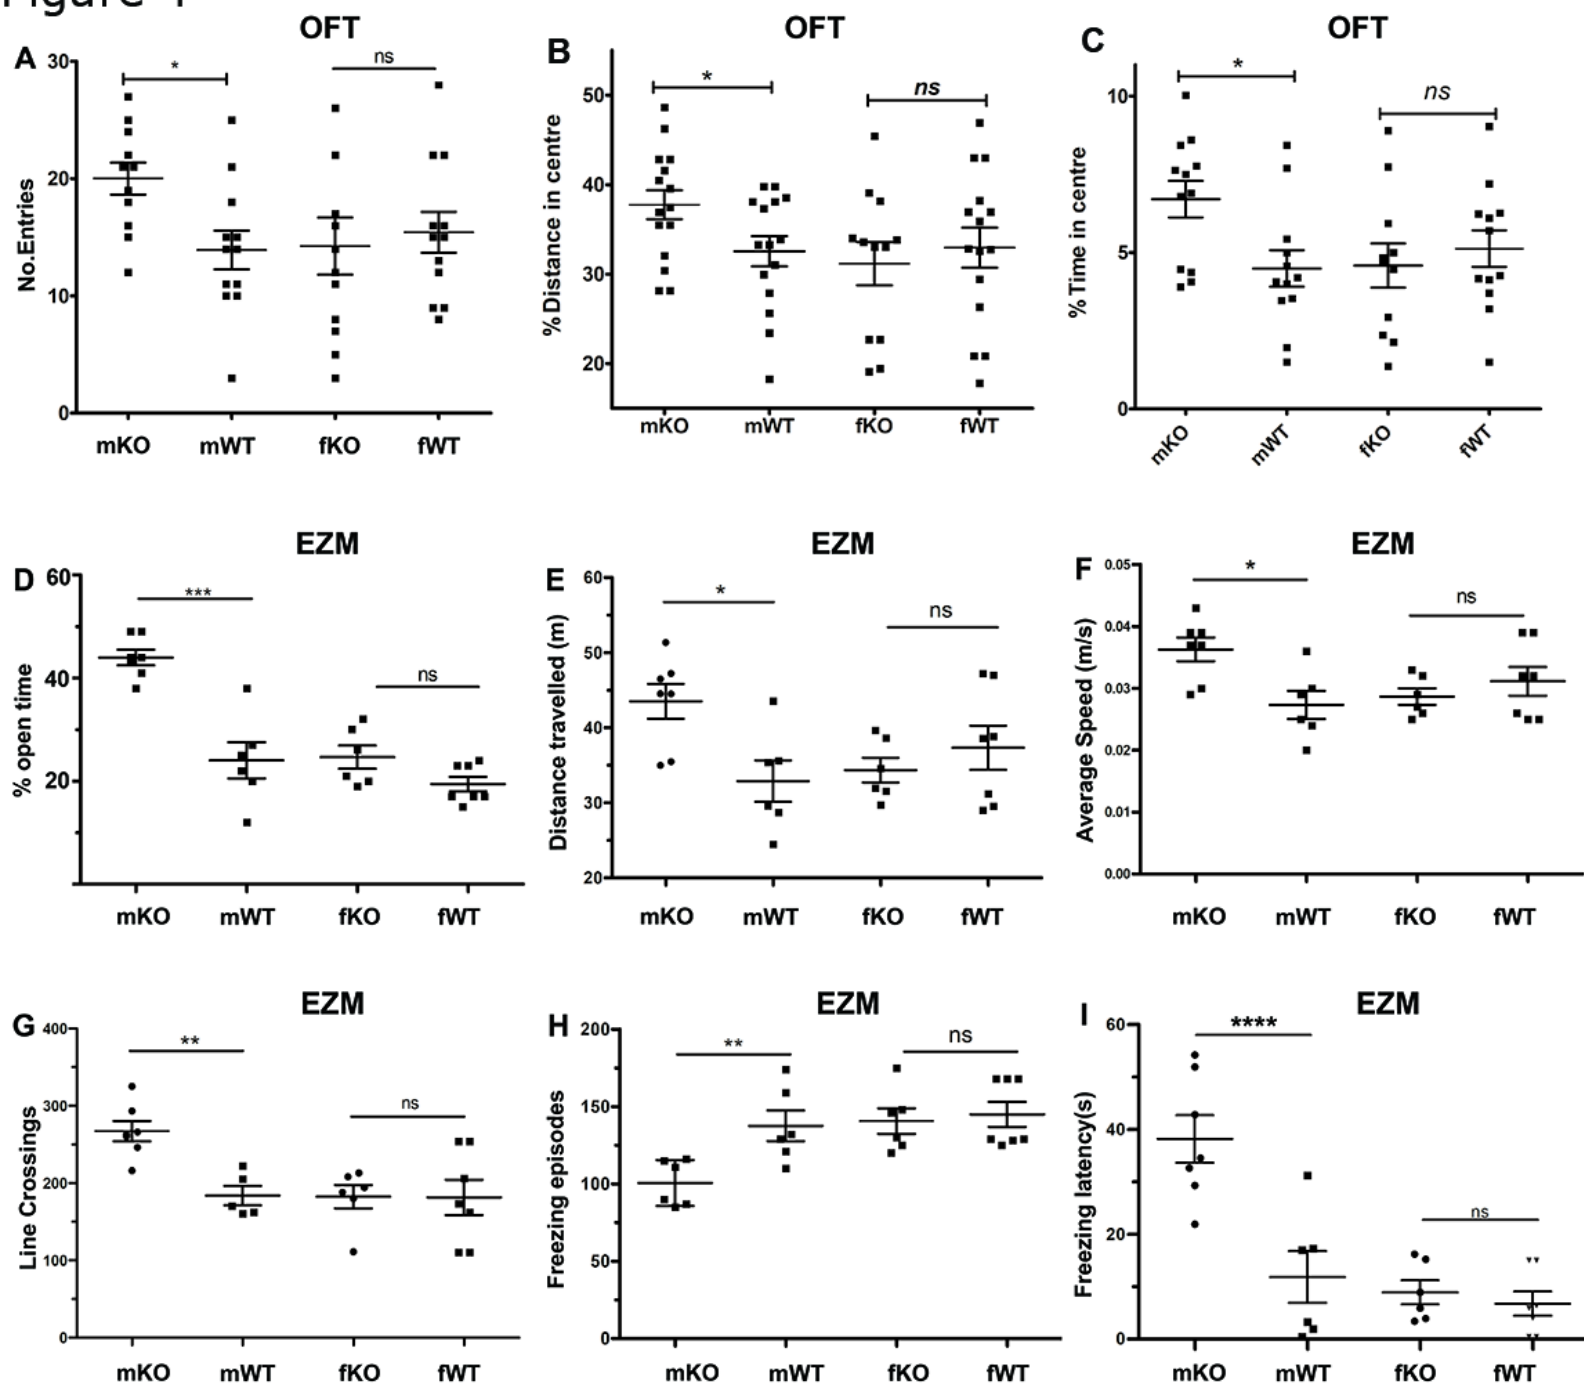 Figure 4
OFT
A
No.Entries
30
20
10
0
*
ns
mKO mWT fKO fWT
OFT
B
% Distance in centre
50
40
30
20
*
ns
mKO mWT fKO fWT
OFT
C
% Time in centre
10
5
0
*
ns
mKO mWT fKO fWT
EZM
D
% open time
60
40
20
***
ns
mKO mWT fKO fWT
EZM
E
Distance travelled (m)
60
50
40
30
20
*
ns
mKO mWT fKO fWT
EZM
F
Average Speed (m/s)
0.05
0.04
0.03
0.02
0.01
0.00
*
ns
mKO mWT fKO fWT
EZM
G
Line Crossings
400
300
200
100
0
**
ns
mKO mWT fKO fWT
EZM
H
Freezing episodes
200
150
100
50
0
**
ns
mKO mWT fKO fWT
EZM
I
Freezing latency(s)
60
40
20
0
****
ns
mKO mWT fKO fWT